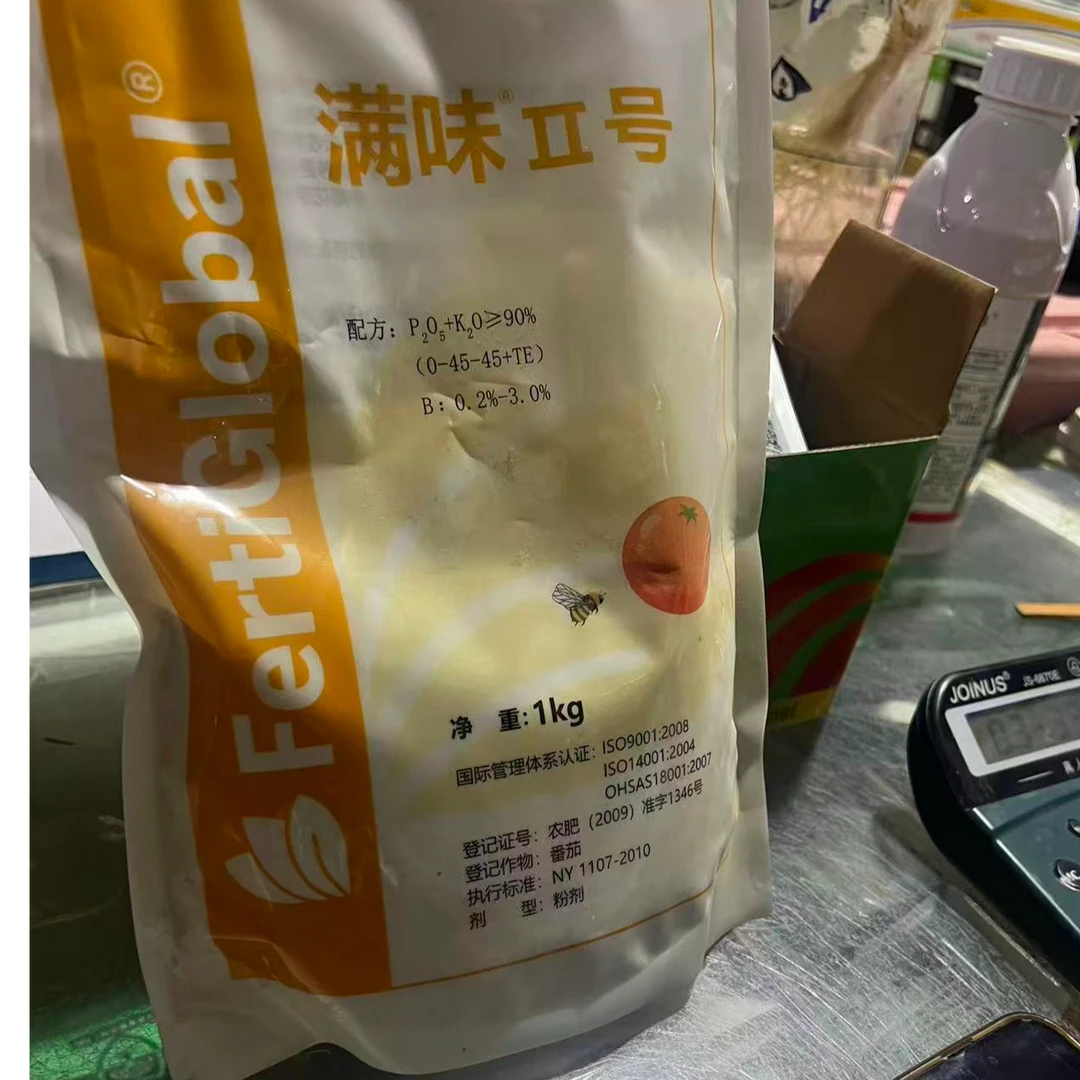 FertiGlobal®
满味®Ⅱ号
配方：P₂O₅+K₂O≥90%
（0-45-45+TE）
B：0.2%-3.0%
净 重：1kg
国际管理体系认证：ISO9001:2008
ISO14001:2004
OHSAS18001:2007
登记证号：农肥（2009）准字1346号
登记作物：番茄
执行标准：NY 1107-2010
剂 型：粉剂
JOINUS®